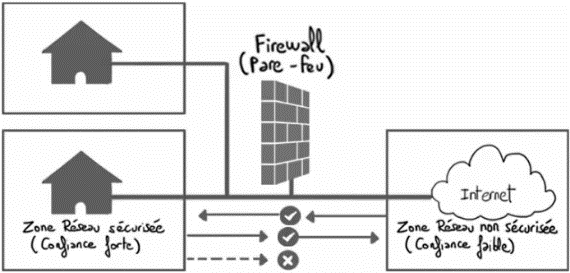 Firewall
(Pare-feu)
Internet
Zone Réseau sécurisée
(Confiance forte)
Zone Réseau non sécurisée
(Confiance faible)